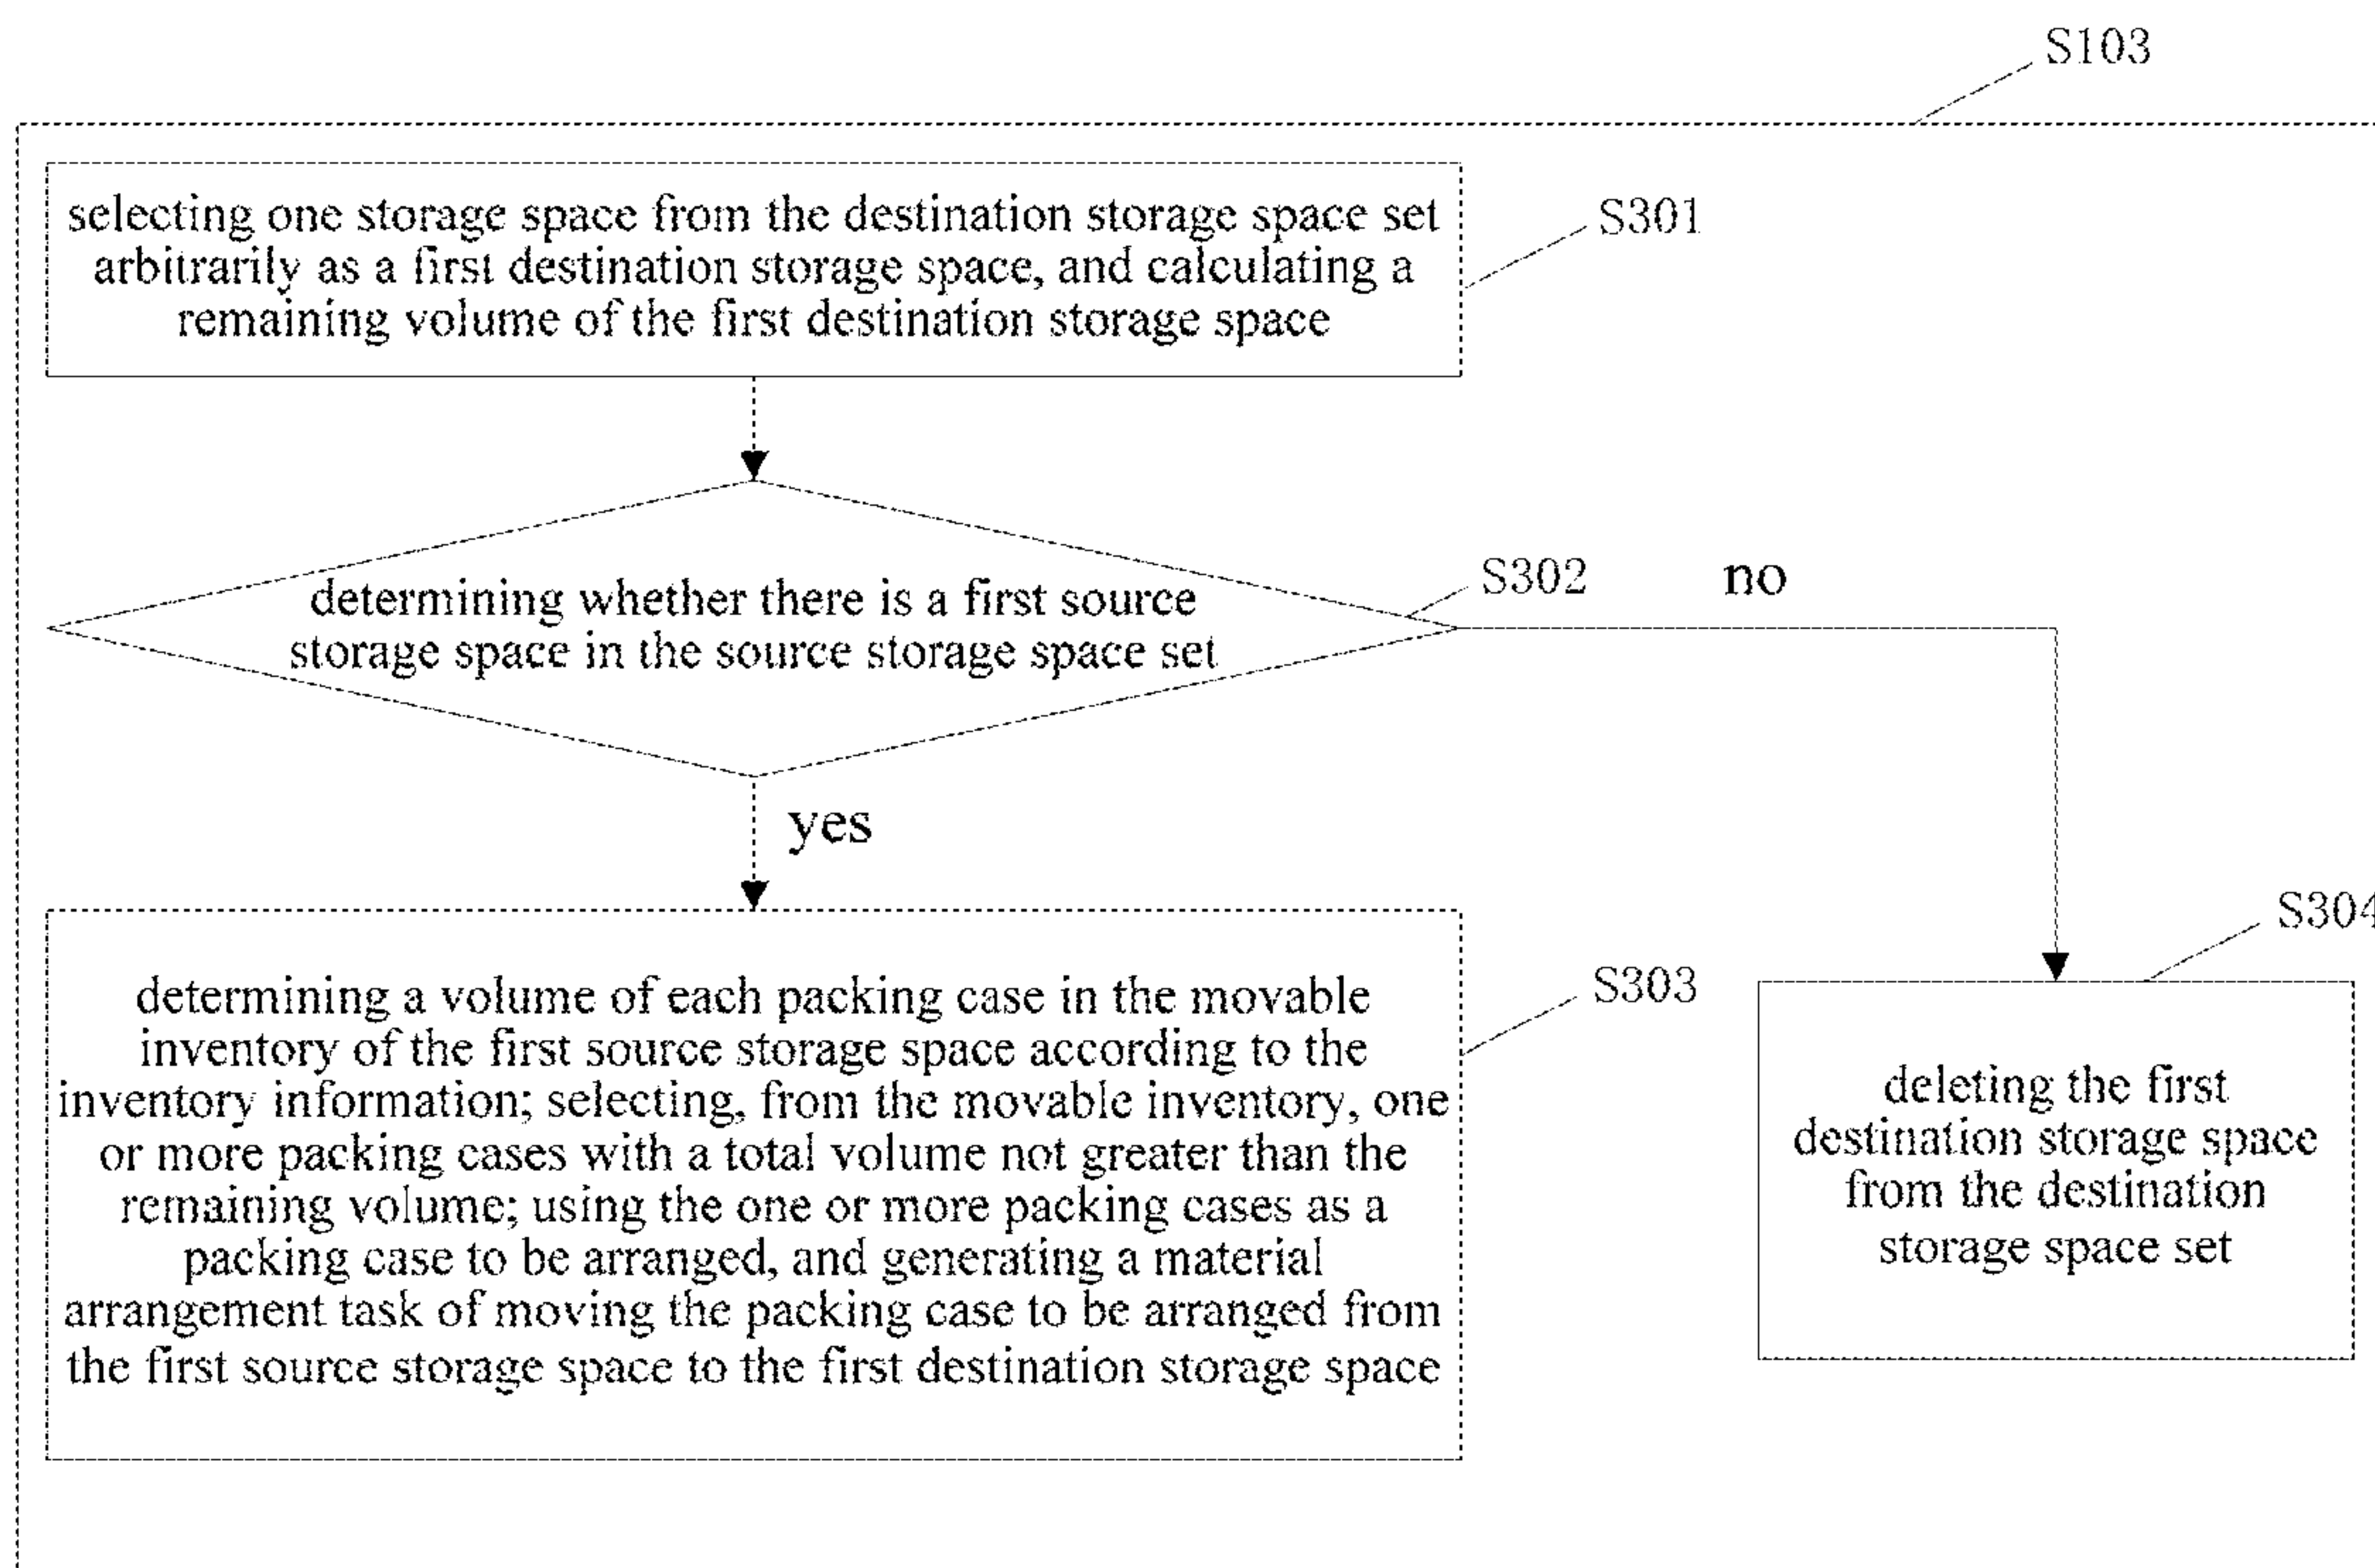 S103
selecting one storage space from the destination storage space set
arbitrarily as a first destination storage space, and calculating a
remaining volume of the first destination storage space
S301
determining whether there is a first source
storage space in the source storage space set
S302
no
yes
determining a volume of each packing case in the movable
inventory of the first source storage space according to the
inventory information; selecting, from the movable inventory, one
or more packing cases with a total volume not greater than the
remaining volume; using the one or more packing cases as a
packing case to be arranged, and generating a material
arrangement task of moving the packing case to be arranged from
the first source storage space to the first destination storage space
S303
S304
deleting the first
destination storage space
from the destination
storage space set